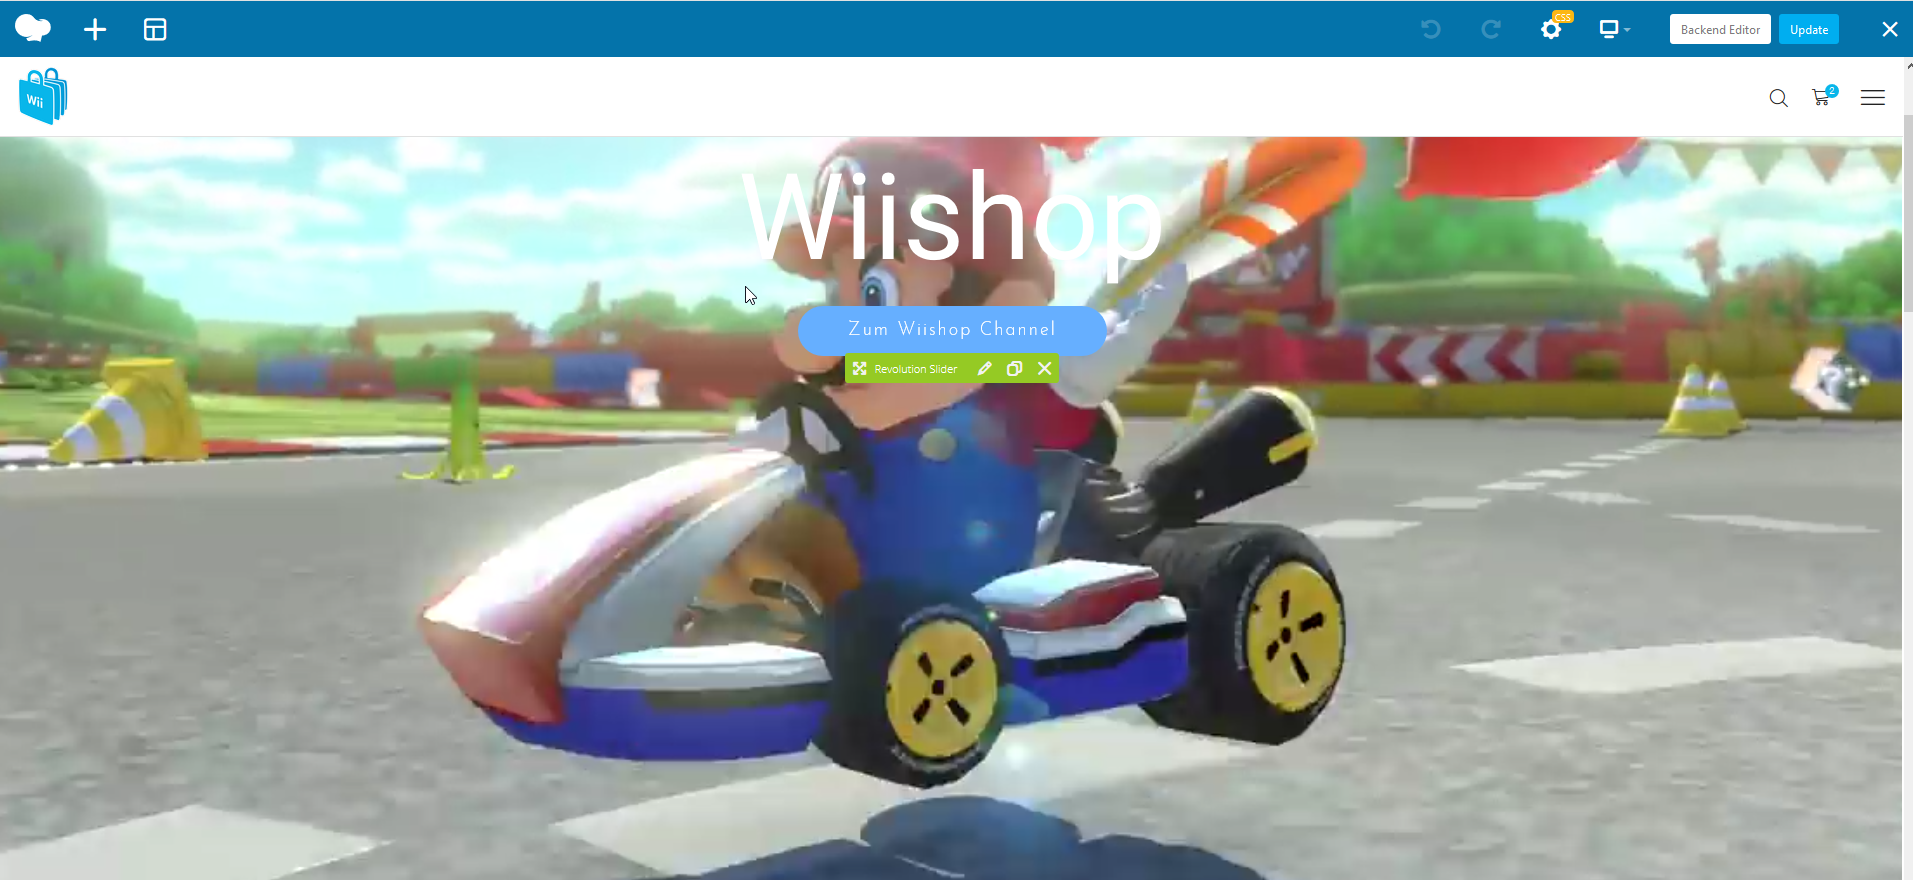 CSS
Backend Editor
Update
Wii
2
Wiishop
Zum Wiishop Channel
Revolution Slider